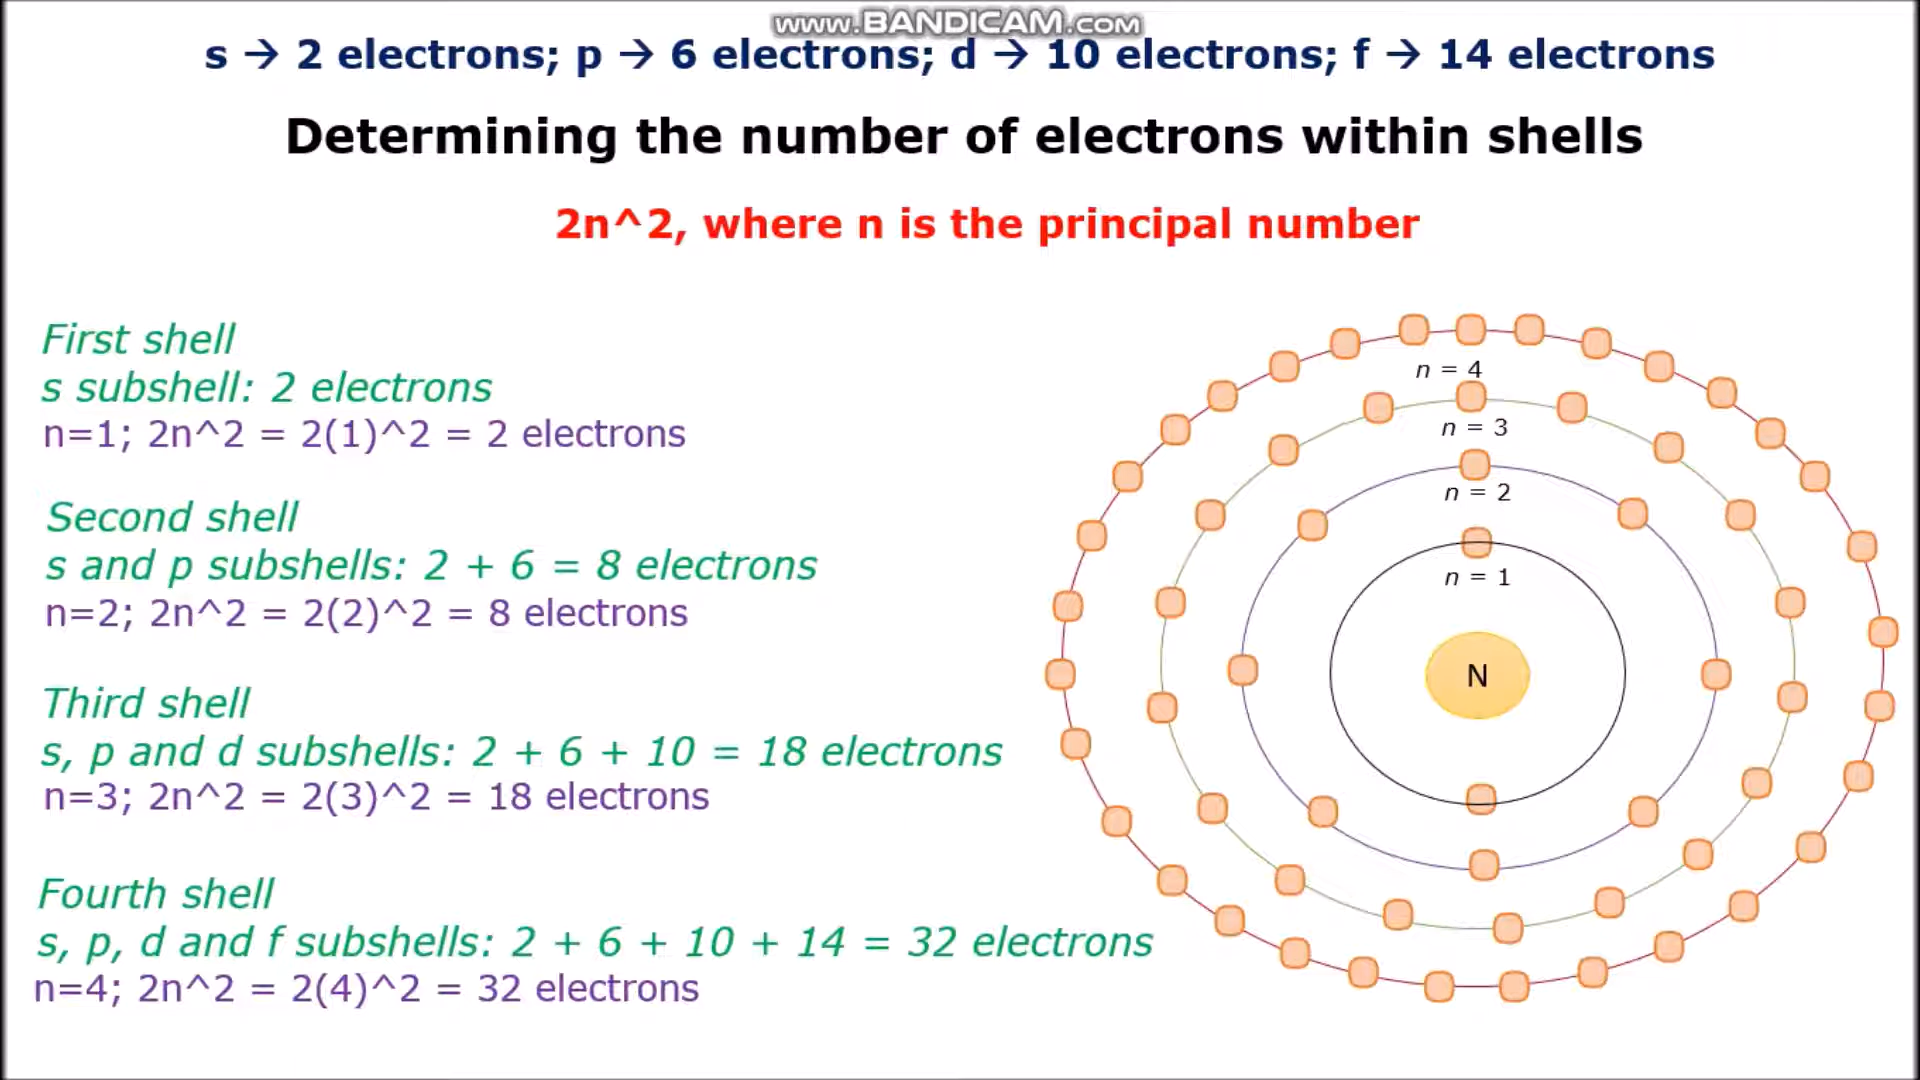 www.BANDICAM.com
s → 2 electrons; p → 6 electrons; d → 10 electrons; f → 14 electrons
Determining the number of electrons within shells
2n^2, where n is the principal number
First shell
s subshell: 2 electrons
n=1; 2n^2 = 2(1)^2 = 2 electrons
Second shell
s and p subshells: 2 + 6 = 8 electrons
n=2; 2n^2 = 2(2)^2 = 8 electrons
Third shell
s, p and d subshells: 2 + 6 + 10 = 18 electrons
n=3; 2n^2 = 2(3)^2 = 18 electrons
Fourth shell
s, p, d and f subshells: 2 + 6 + 10 + 14 = 32 electrons
n=4; 2n^2 = 2(4)^2 = 32 electrons
n = 4
n = 3
n = 2
n = 1
N